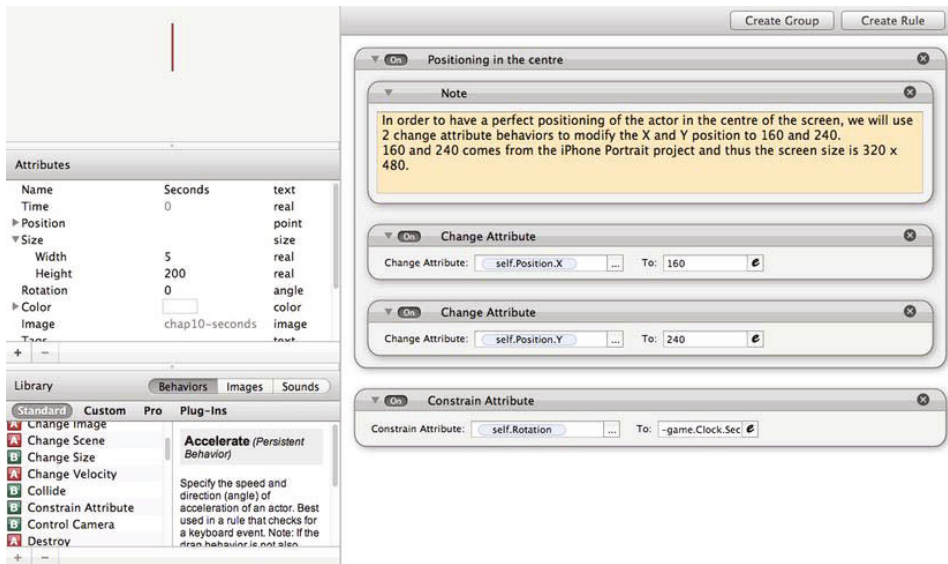 Create Group
Create Rule
On Positioning in the centre
Note
In order to have a perfect positioning of the actor in the centre of the screen, we will use
2 change attribute behaviors to modify the X and Y position to 160 and 240.
160 and 240 comes from the iPhone Portrait project and thus the screen size is 320 x
480.
On Change Attribute
Change Attribute: self.Position.X ... To: 160 e
On Change Attribute
Change Attribute: self.Position.Y ... To: 240 e
On Constrain Attribute
Constrain Attribute: self.Rotation ... To: -game.Clock.Sec e
Attributes
Name Seconds text
Time 0 real
Position point
Size size
Width 5 real
Height 200 real
Rotation 0 angle
Color color
Image chap10-seconds image
Tags text
+ -
Library Behaviors Images Sounds
Standard Custom Pro Plug-Ins
A Change Image
A Change Scene
B Change Size
A Change Velocity
B Collide
B Constrain Attribute
B Control Camera
A Destroy
Accelerate (Persistent
Behavior)
Specify the speed and
direction (angle) of
acceleration of an actor. Best
used in a rule that checks for
a keyboard event. Note: If the
drag behavior is not also
+ -